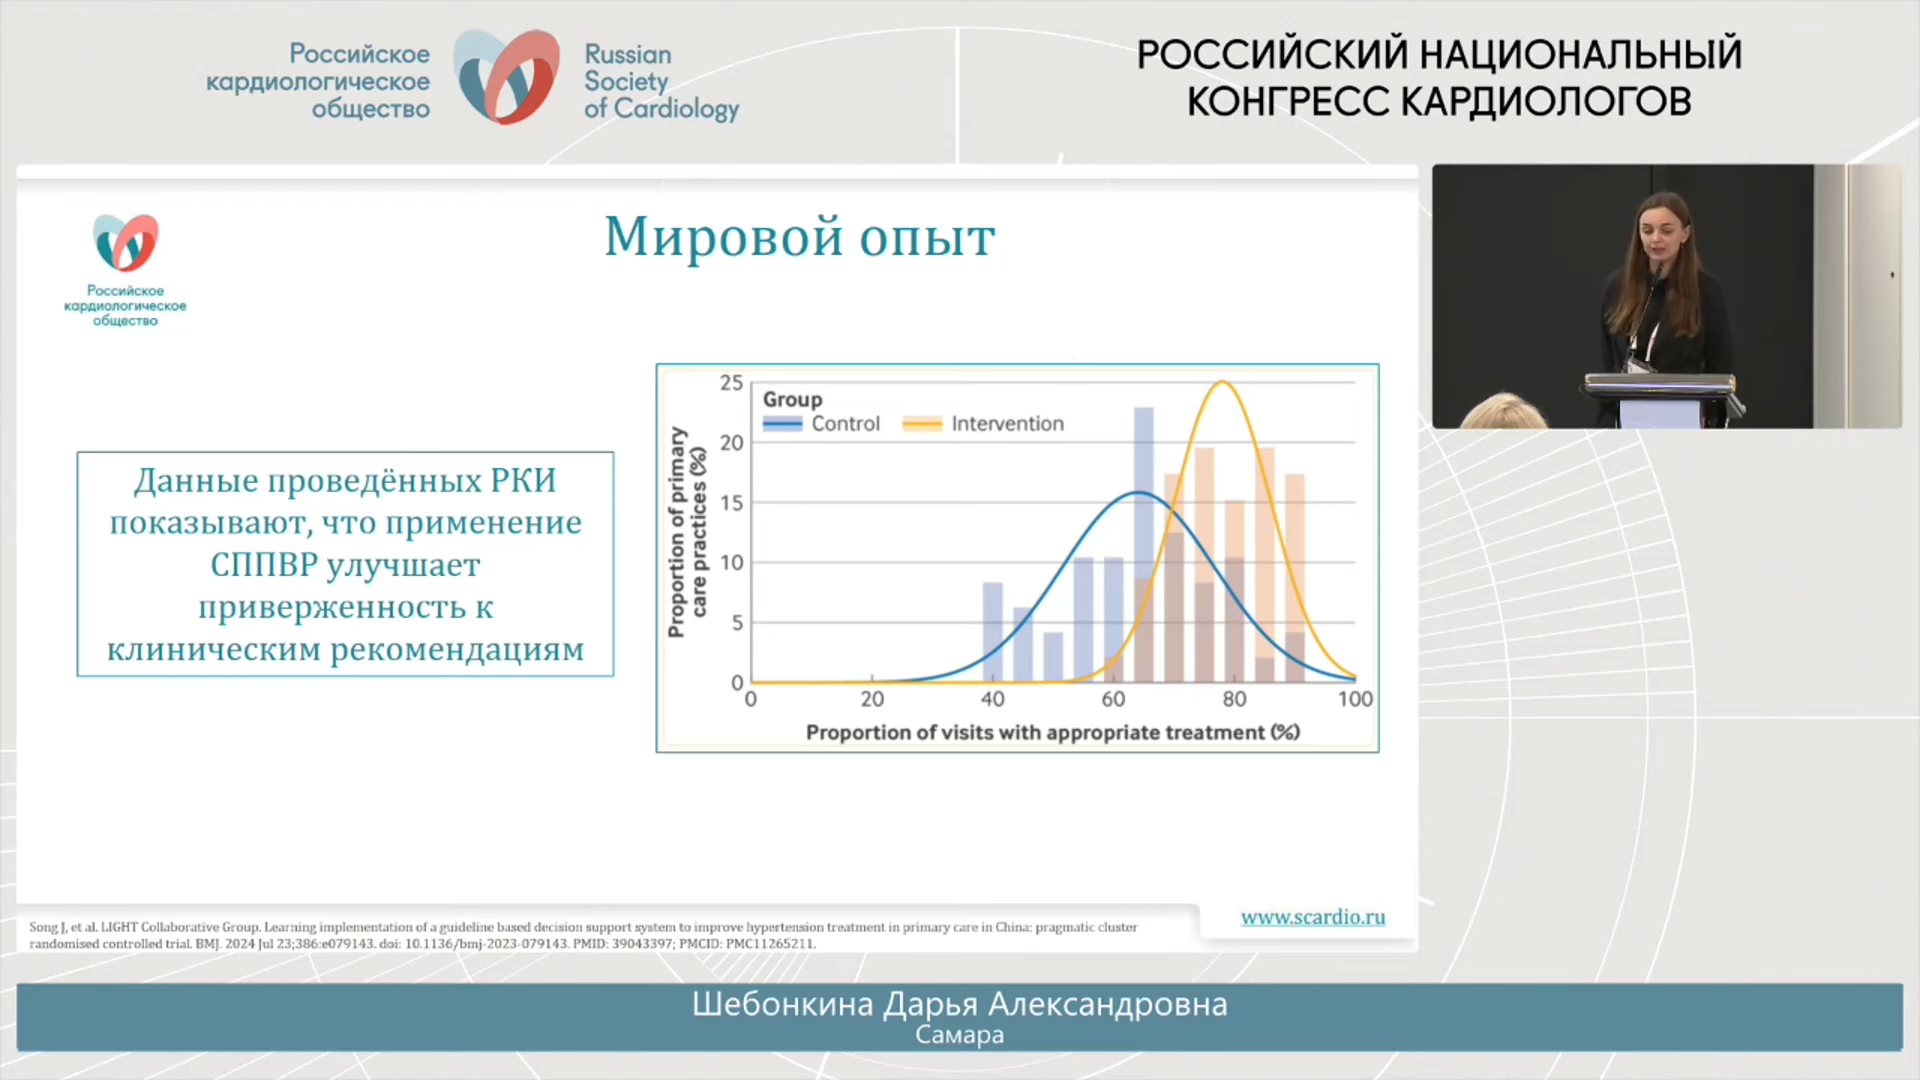 Российское
кардиологическое
общество
Russian
Society
of Cardiology
РОССИЙСКИЙ НАЦИОНАЛЬНЫЙ
КОНГРЕСС КАРДИОЛОГОВ
Российское
кардиологическое
общество
Мировой опыт
Данные проведённых РКИ
показывают, что применение
СППВР улучшает
приверженность к
клиническим рекомендациям
Proportion of primary
care practices (%)
25
20
15
10
5
0
Group
Control
Intervention
0 20 40 60 80 100
Proportion of visits with appropriate treatment (%)
Song J, et al. LIGHT Collaborative Group. Learning implementation of a guideline based decision support system to improve hypertension treatment in primary care in China: pragmatic cluster
randomised controlled trial. BMJ. 2024 Jul 23;386:e079143. doi: 10.1136/bmj-2023-079143. PMID: 39043397; PMCID: PMC11265211.
www.scardio.ru
Шебонкина Дарья Александровна
Самара